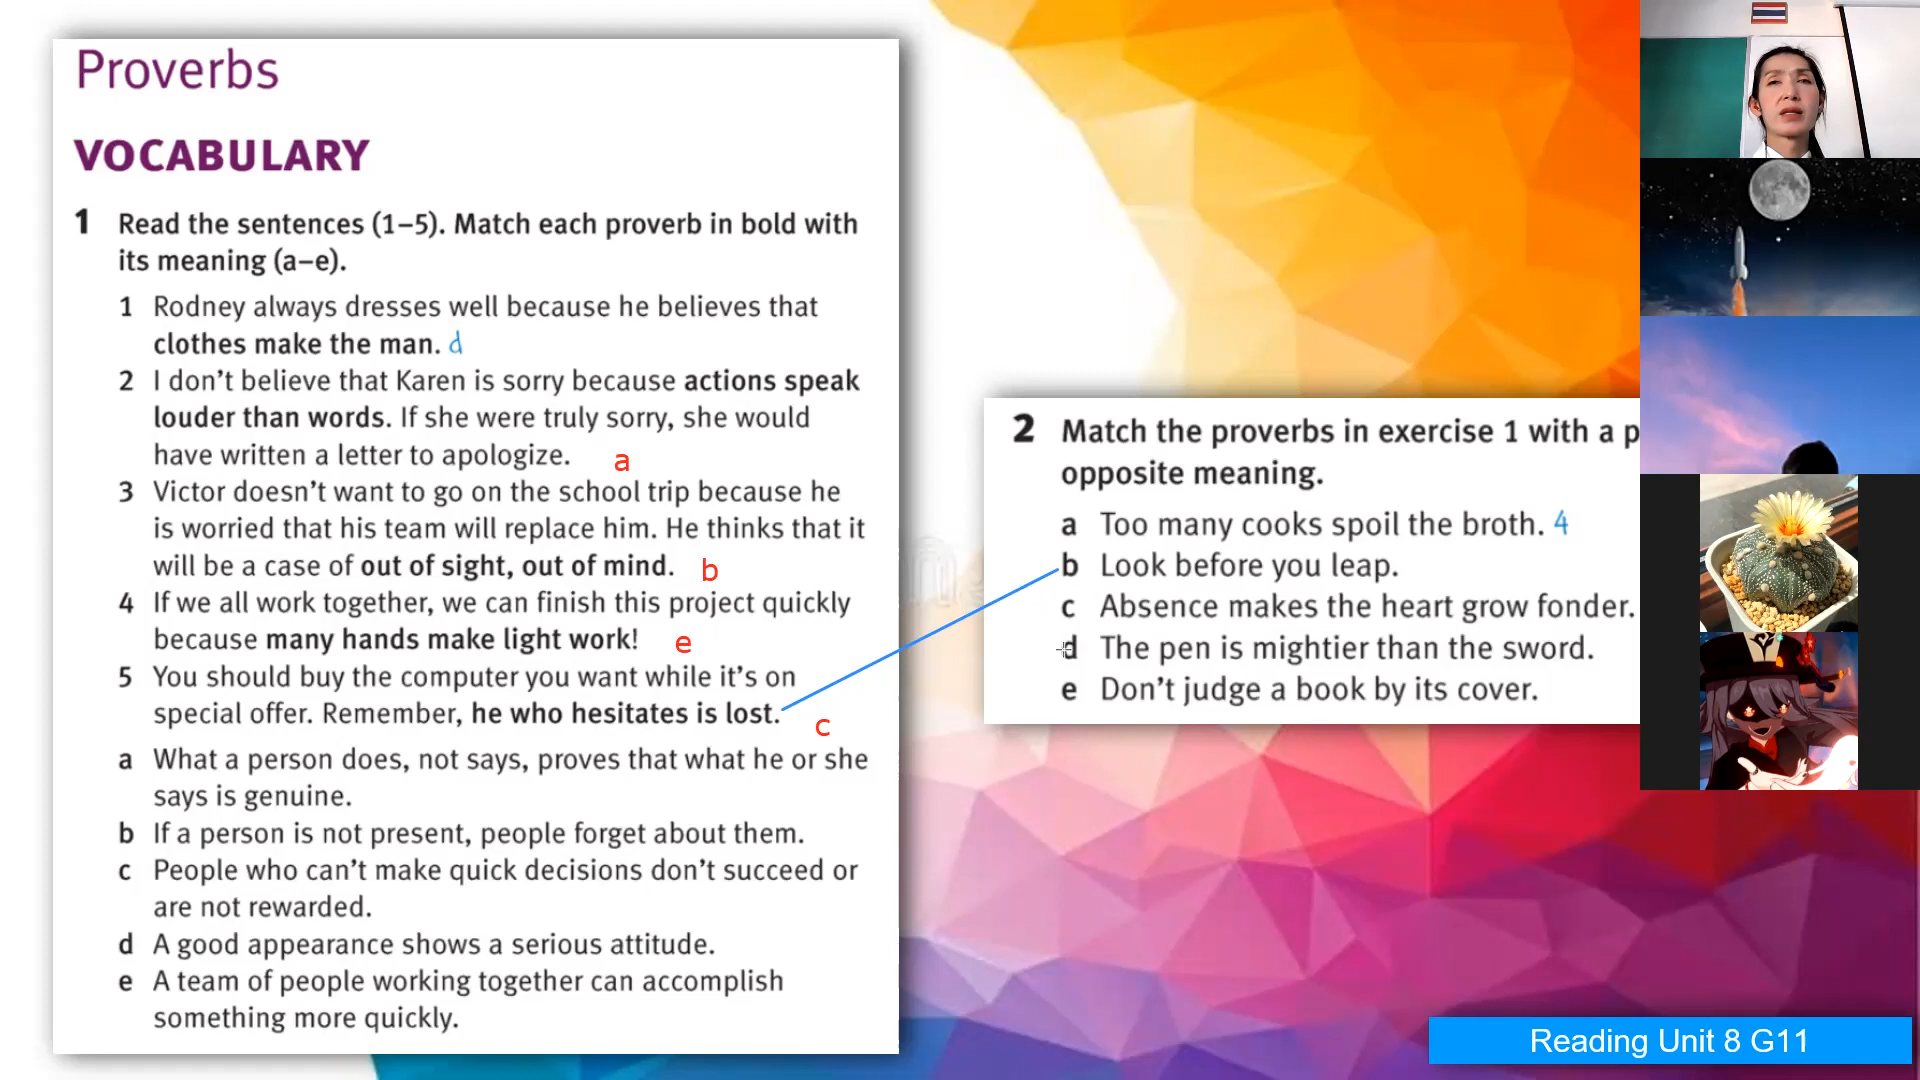 Proverbs
VOCABULARY
1 Read the sentences (1–5). Match each proverb in bold with
its meaning (a–e).
1 Rodney always dresses well because he believes that
clothes make the man. d
2 I don't believe that Karen is sorry because actions speak
louder than words. If she were truly sorry, she would
have written a letter to apologize. a
3 Victor doesn't want to go on the school trip because he
is worried that his team will replace him. He thinks that it
will be a case of out of sight, out of mind. b
4 If we all work together, we can finish this project quickly
because many hands make light work! e
5 You should buy the computer you want while it's on
special offer. Remember, he who hesitates is lost. c
a What a person does, not says, proves that what he or she
says is genuine.
b If a person is not present, people forget about them.
c People who can't make quick decisions don't succeed or
are not rewarded.
d A good appearance shows a serious attitude.
e A team of people working together can accomplish
something more quickly.
2 Match the proverbs in exercise 1 with a p
opposite meaning.
a Too many cooks spoil the broth. 4
b Look before you leap.
c Absence makes the heart grow fonder.
d The pen is mightier than the sword.
e Don't judge a book by its cover.
Reading Unit 8 G11